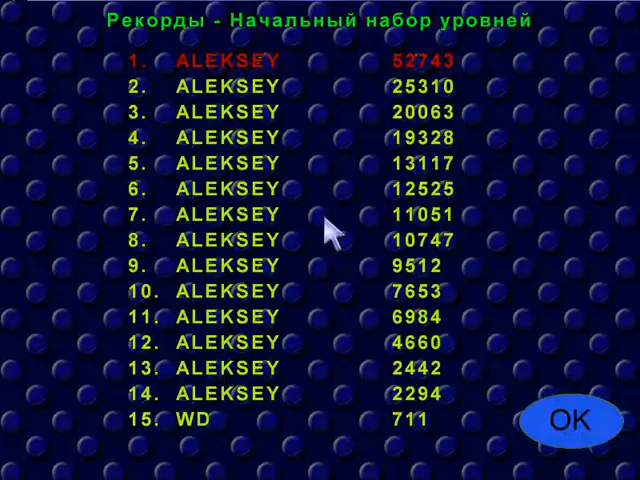 Рекорды - Начальный набор уровней
1. ALEKSEY 52743
2. ALEKSEY 25310
3. ALEKSEY 20063
4. ALEKSEY 19328
5. ALEKSEY 13117
6. ALEKSEY 12525
7. ALEKSEY 11051
8. ALEKSEY 10747
9. ALEKSEY 9512
10. ALEKSEY 7653
11. ALEKSEY 6984
12. ALEKSEY 4660
13. ALEKSEY 2442
14. ALEKSEY 2294
15. WD 711
OK